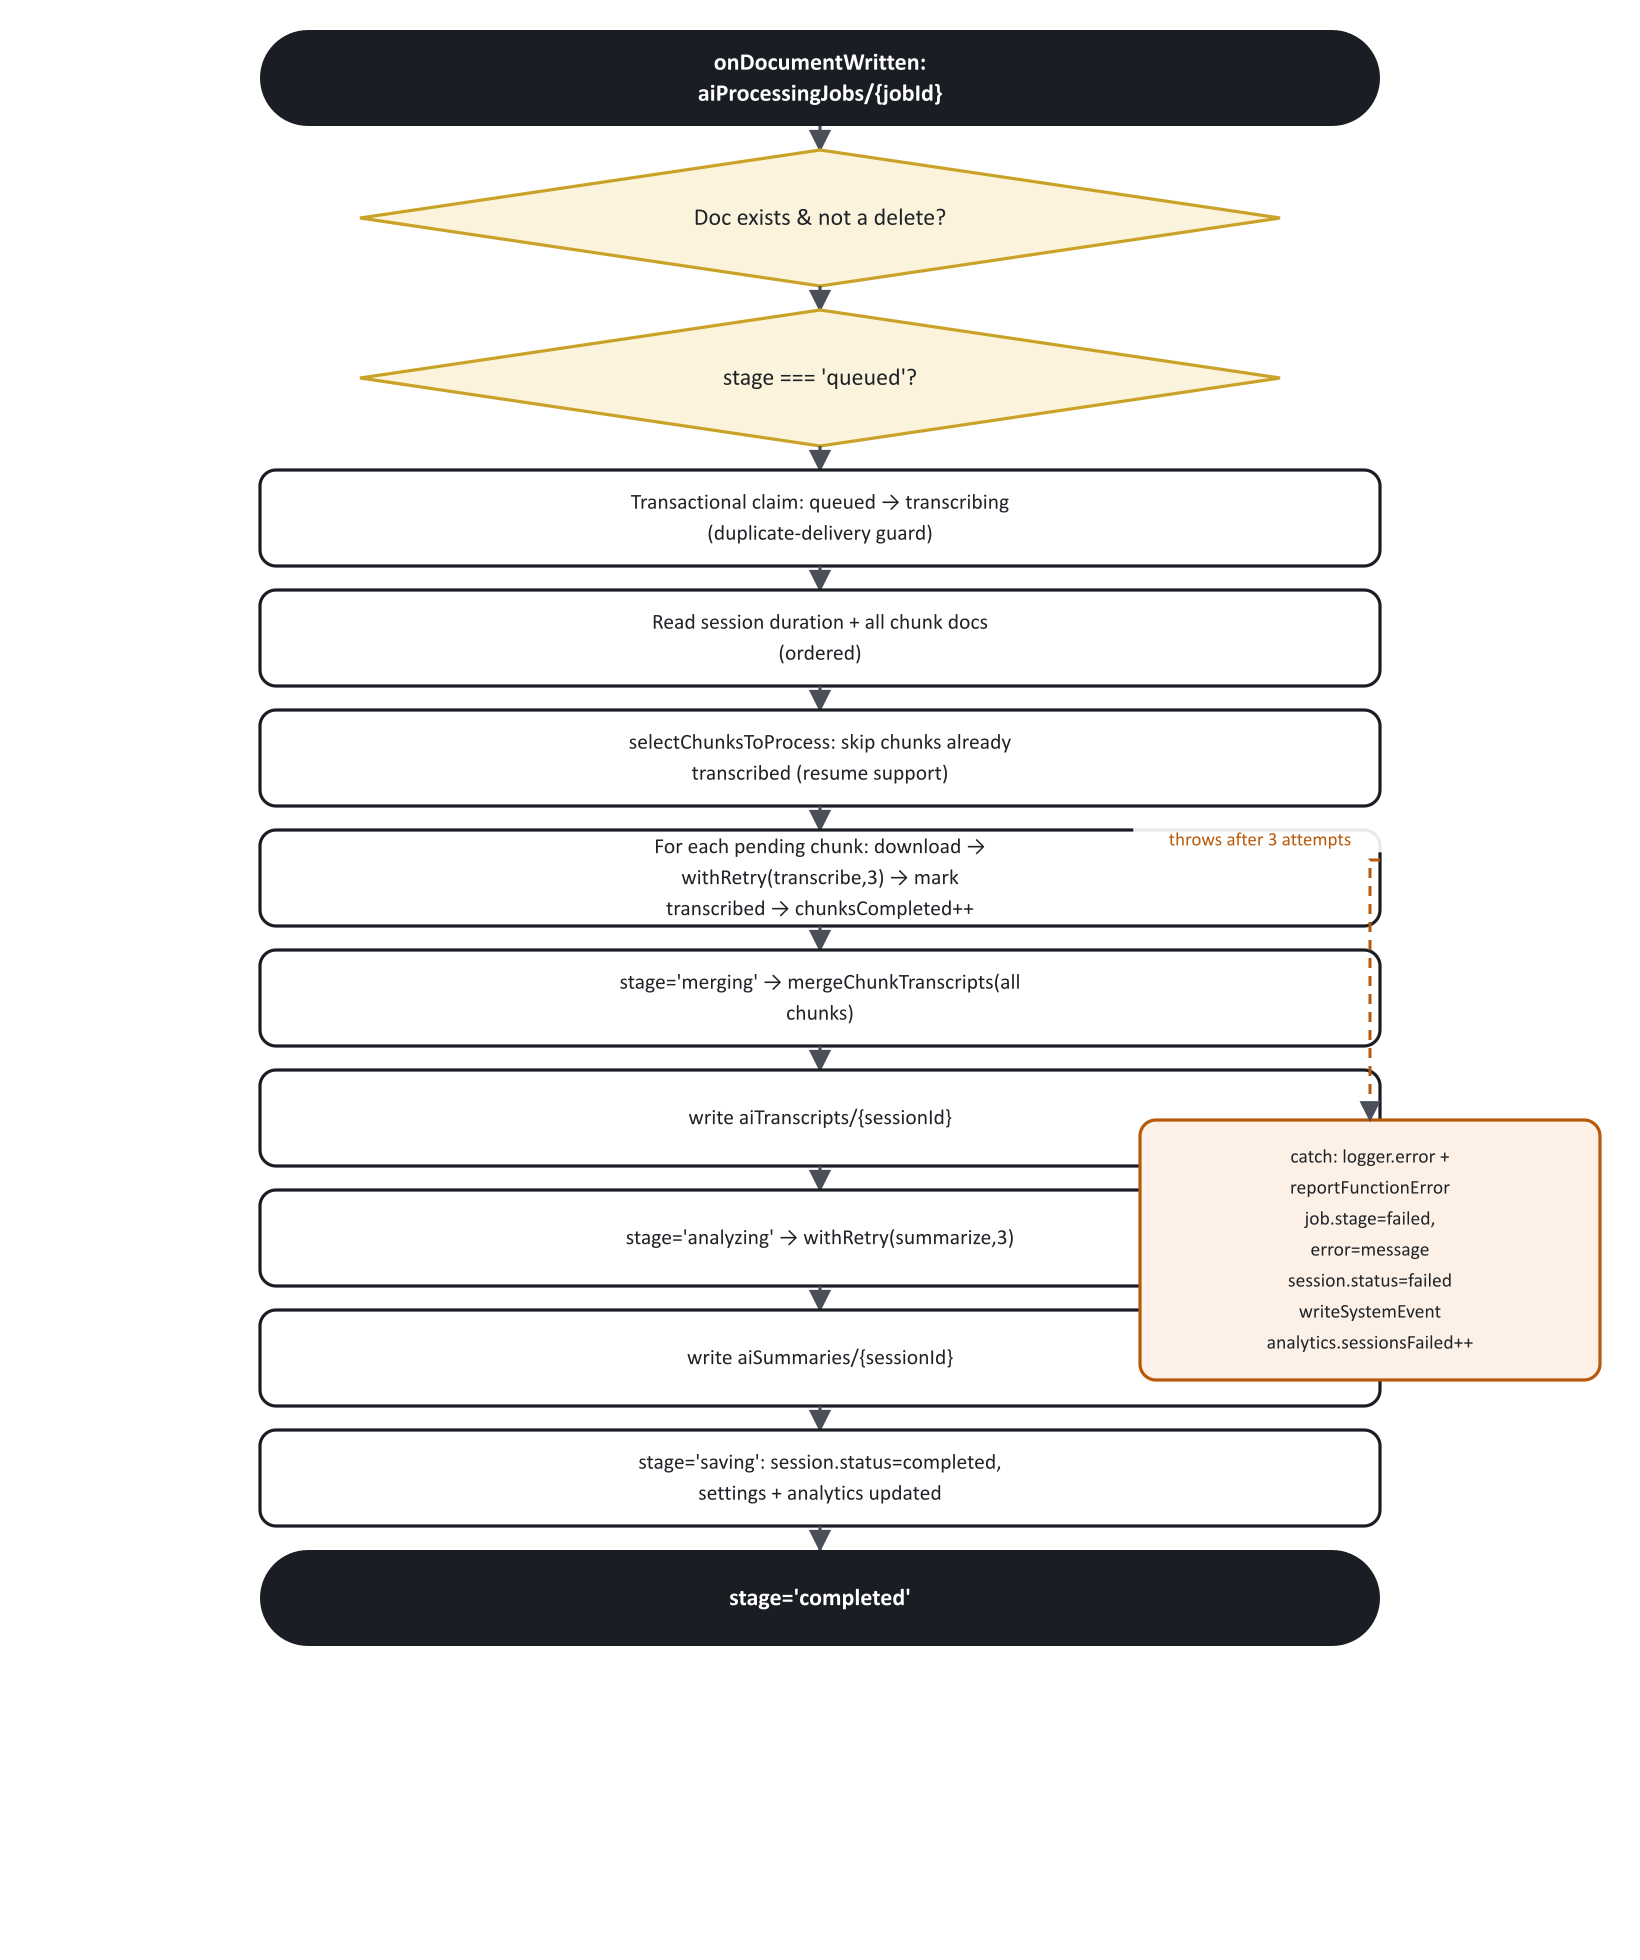 onDocumentWritten:
aiProcessingJobs/{jobId}
Doc exists & not a delete?
stage === 'queued'?
Transactional claim: queued → transcribing
(duplicate-delivery guard)
Read session duration + all chunk docs
(ordered)
selectChunksToProcess: skip chunks already
transcribed (resume support)
throws after 3 attempts
For each pending chunk: download →
withRetry(transcribe,3) → mark
transcribed → chunksCompleted++
stage='merging' → mergeChunkTranscripts(all
chunks)
write aiTranscripts/{sessionId}
catch: logger.error +
reportFunctionError
job.stage=failed,
error=message
session.status=failed
writeSystemEvent
analytics.sessionsFailed++
stage='analyzing' → withRetry(summarize,3)
write aiSummaries/{sessionId}
stage='saving': session.status=completed,
settings + analytics updated
stage='completed'